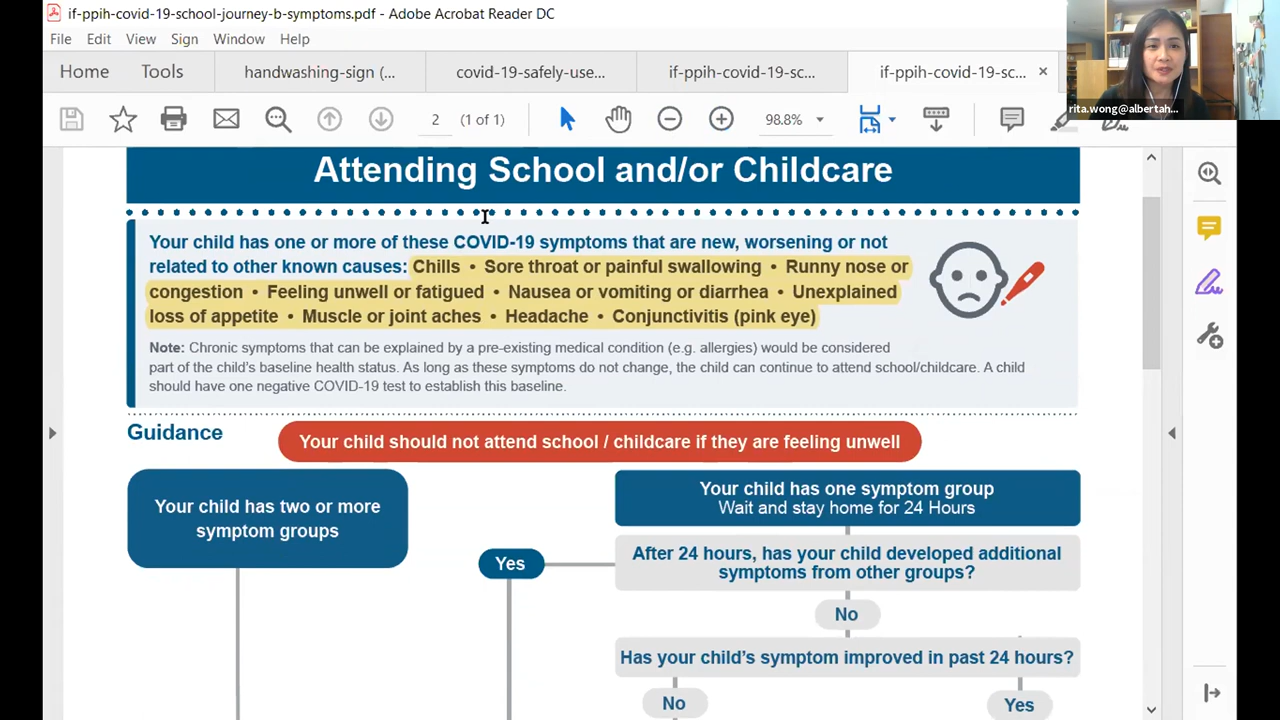 if-ppih-covid-19-school-journey-b-symptoms.pdf - Adobe Acrobat Reader DC
File Edit View Sign Window Help
Home Tools handwashing-sign (... covid-19-safely-use... if-ppih-covid-19-sc... if-ppih-covid-19-sc... ×
rita.wong@albertah...
2 (1 of 1) 98.8%
Attending School and/or Childcare
Your child has one or more of these COVID-19 symptoms that are new, worsening or not
related to other known causes: Chills • Sore throat or painful swallowing • Runny nose or
congestion • Feeling unwell or fatigued • Nausea or vomiting or diarrhea • Unexplained
loss of appetite • Muscle or joint aches • Headache • Conjunctivitis (pink eye)
Note: Chronic symptoms that can be explained by a pre-existing medical condition (e.g. allergies) would be considered
part of the child's baseline health status. As long as these symptoms do not change, the child can continue to attend school/childcare. A child
should have one negative COVID-19 test to establish this baseline.
Guidance
Your child should not attend school / childcare if they are feeling unwell
Your child has two or more
symptom groups
Your child has one symptom group
Wait and stay home for 24 Hours
Yes
After 24 hours, has your child developed additional
symptoms from other groups?
No
Has your child's symptom improved in past 24 hours?
No
Yes